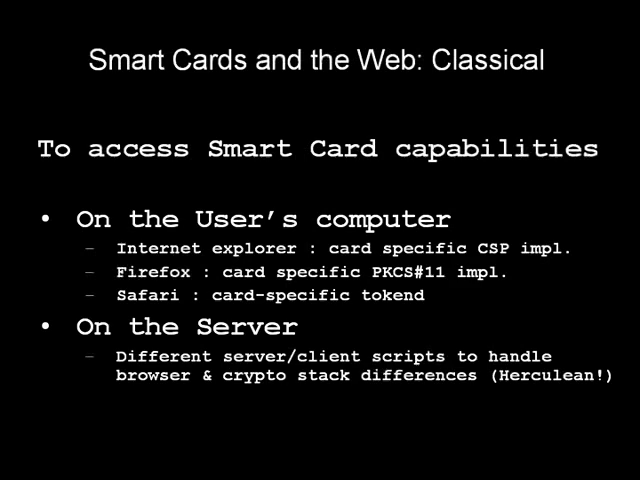 Smart Cards and the Web: Classical
To access Smart Card capabilities
• On the User's computer
– Internet explorer : card specific CSP impl.
– Firefox : card specific PKCS#11 impl.
– Safari : card-specific tokend
• On the Server
– Different server/client scripts to handle
browser & crypto stack differences (Herculean!)